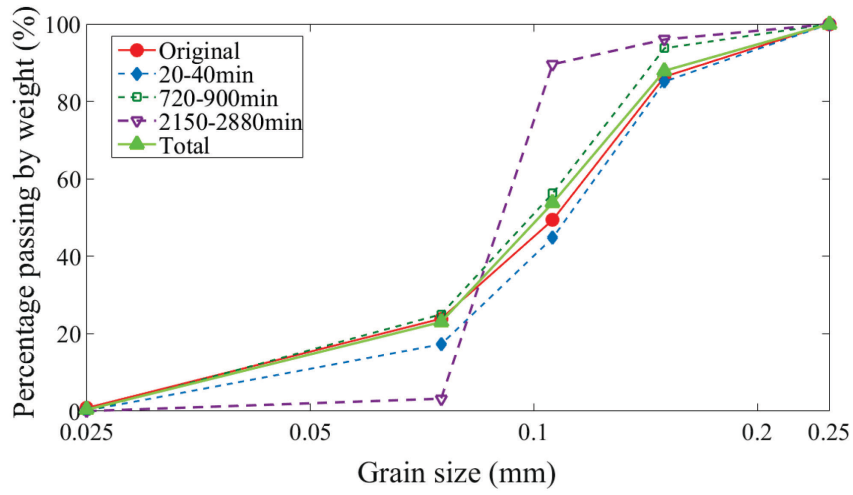 Percentage passing by weight (%)
100
80
60
40
20
0
Original
20-40min
720-900min
2150-2880min
Total
0.025
0.05
0.1
0.2
0.25
Grain size (mm)